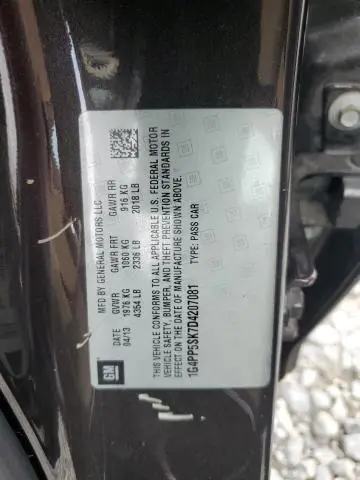 MFD BY GENERAL MOTORS LLC
DATE GVWR GAWR FRT GAWR RR
04/13 1976 KG 1060 KG 916 KG
4354 LB 2336 LB 2018 LB
THIS VEHICLE CONFORMS TO ALL APPLICABLE U.S. FEDERAL MOTOR
VEHICLE SAFETY, BUMPER, AND THEFT PREVENTION STANDARDS IN
EFFECT ON THE DATE OF MANUFACTURE SHOWN ABOVE.
1G4PP5SK7D4207081 TYPE: PASS CAR
GM